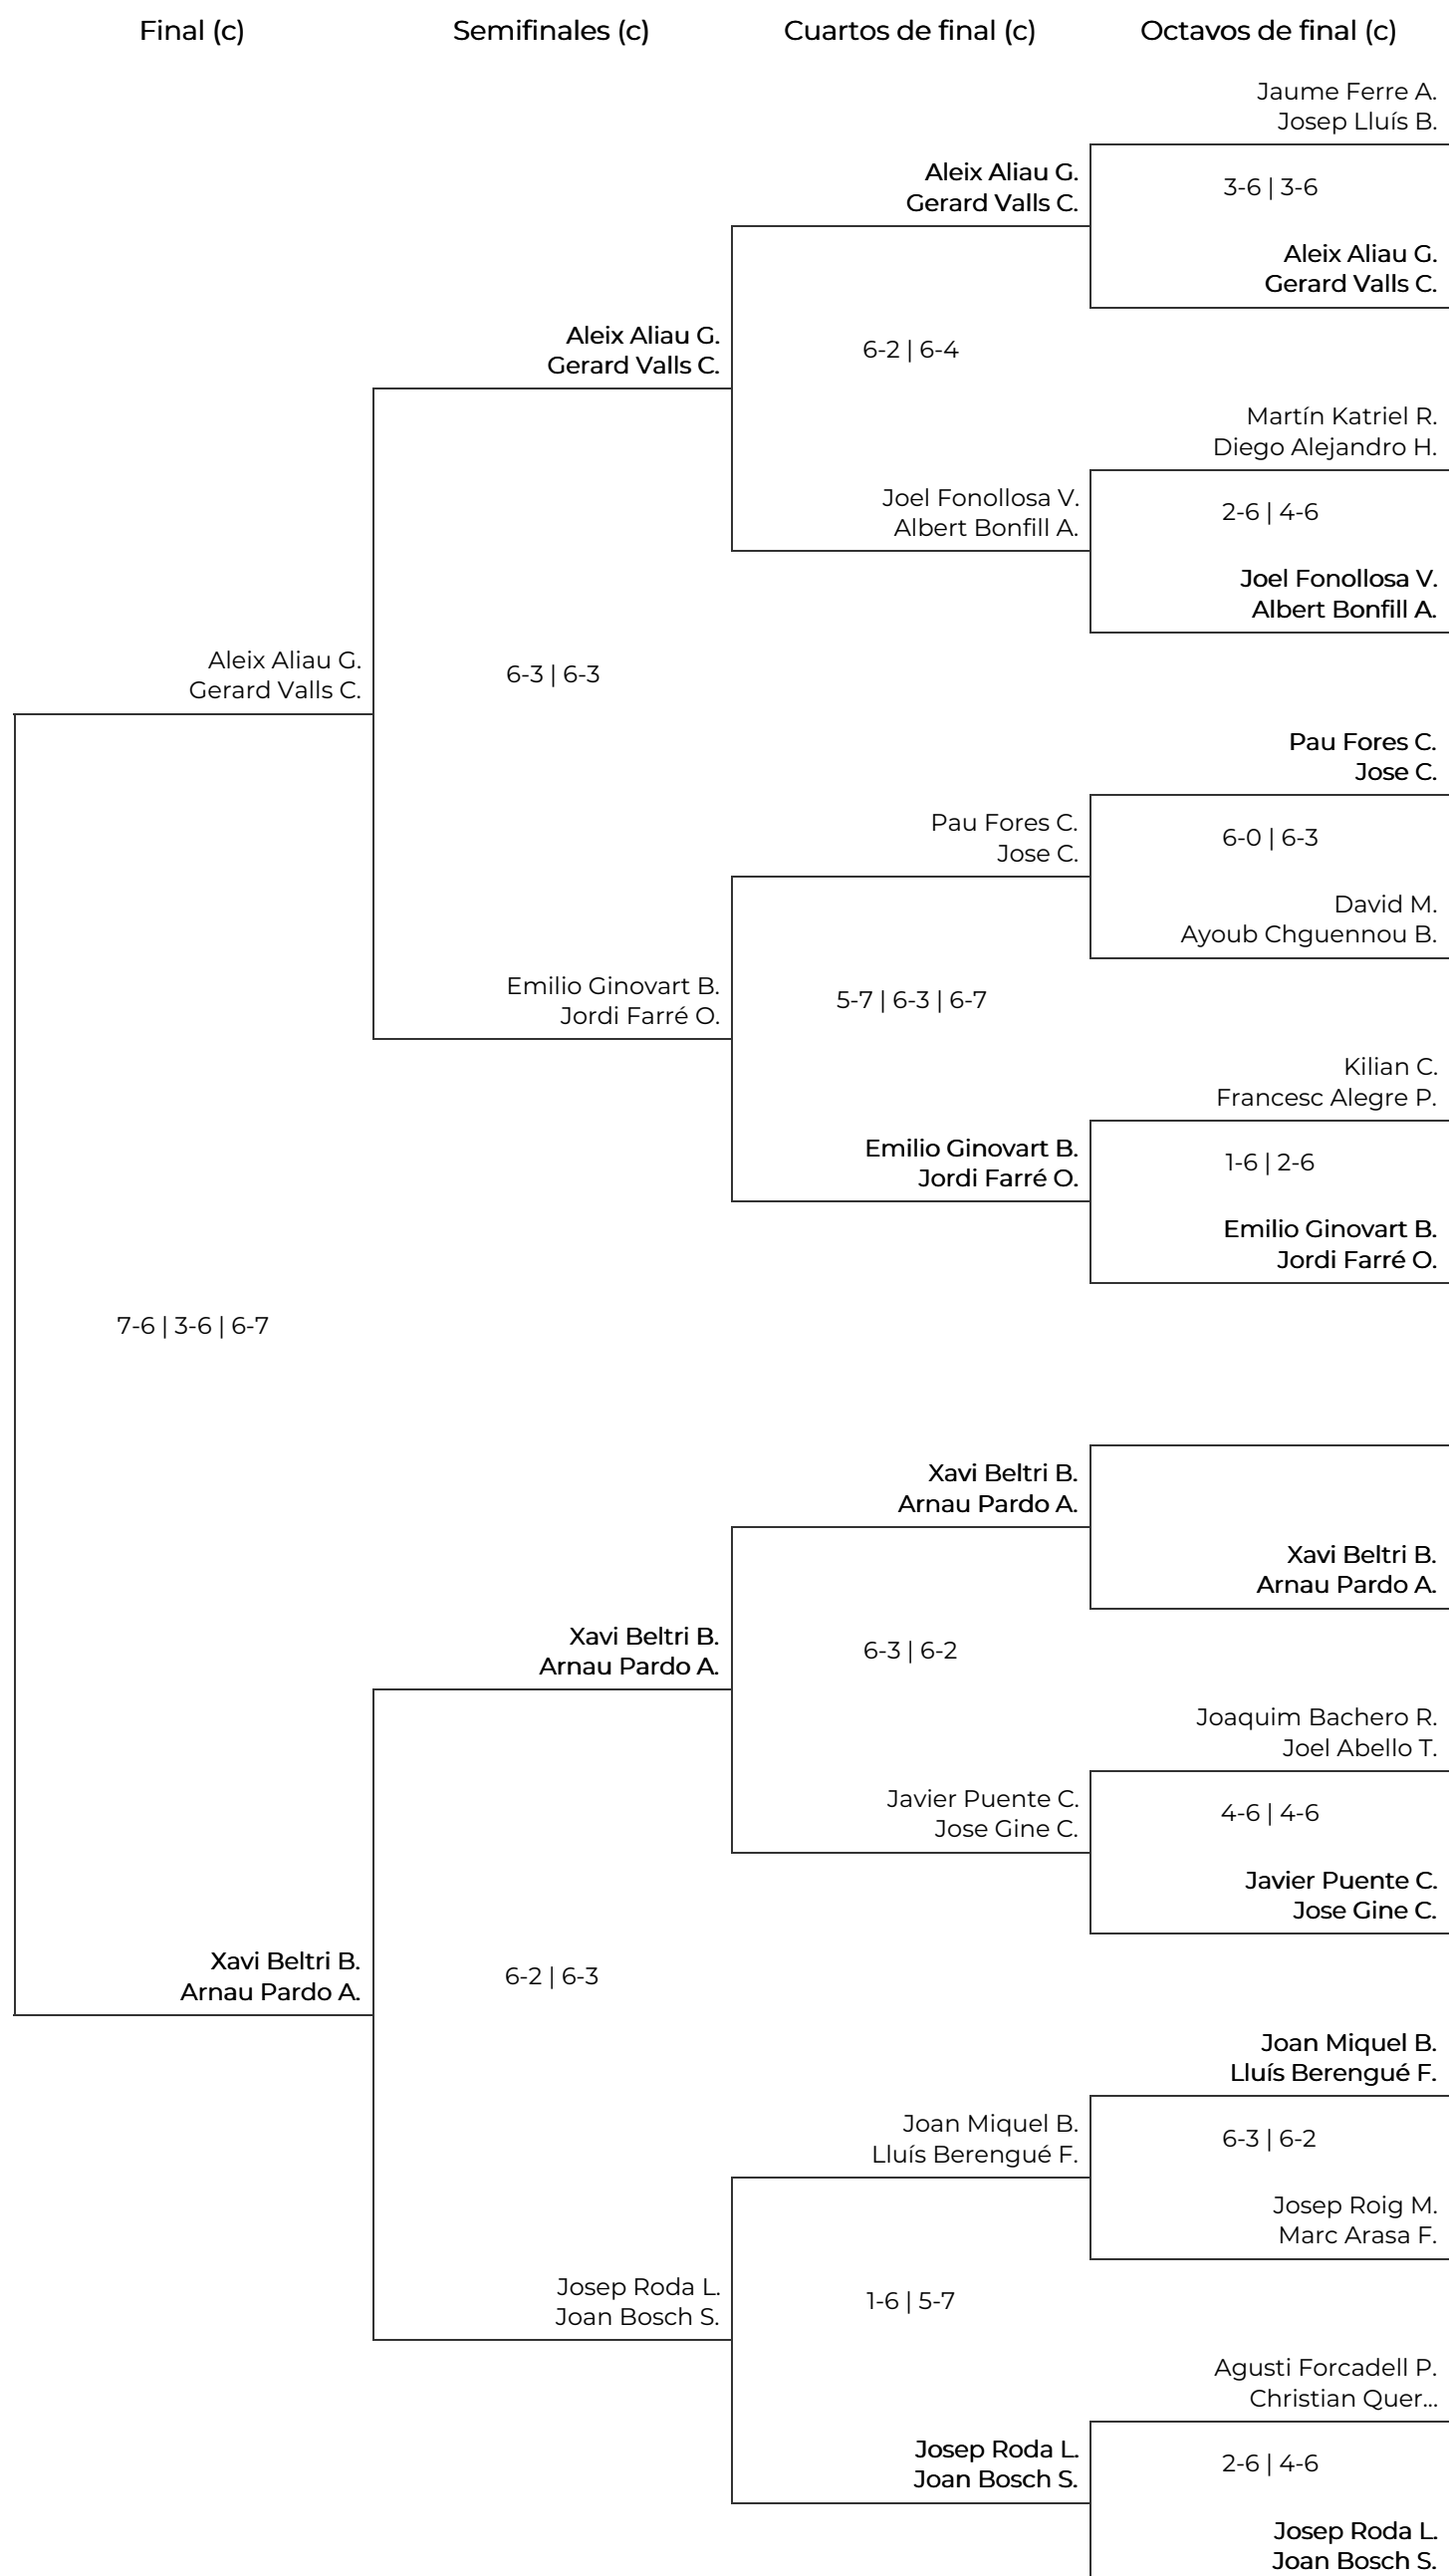 Final (c)
Semifinales (c)
Cuartos de final (c)
Octavos de final (c)
Jaume Ferre A.
Josep Lluís B.
3-6 | 3-6
Aleix Aliau G.
Gerard Valls C.
Martín Katriel R.
Diego Alejandro H.
2-6 | 4-6
Joel Fonollosa V.
Albert Bonfill A.
Pau Fores C.
Jose C.
6-0 | 6-3
David M.
Ayoub Chguennou B.
Kilian C.
Francesc Alegre P.
1-6 | 2-6
Emilio Ginovart B.
Jordi Farré O.
Xavi Beltri B.
Arnau Pardo A.
Joaquim Bachero R.
Joel Abello T.
4-6 | 4-6
Javier Puente C.
Jose Gine C.
Joan Miquel B.
Lluís Berengué F.
6-3 | 6-2
Josep Roig M.
Marc Arasa F.
Agusti Forcadell P.
Christian Quer...
2-6 | 4-6
Josep Roda L.
Joan Bosch S.
Aleix Aliau G.
Gerard Valls C.
6-2 | 6-4
Joel Fonollosa V.
Albert Bonfill A.
Pau Fores C.
Jose C.
5-7 | 6-3 | 6-7
Emilio Ginovart B.
Jordi Farré O.
Xavi Beltri B.
Arnau Pardo A.
6-3 | 6-2
Javier Puente C.
Jose Gine C.
Joan Miquel B.
Lluís Berengué F.
1-6 | 5-7
Josep Roda L.
Joan Bosch S.
Aleix Aliau G.
Gerard Valls C.
6-3 | 6-3
Emilio Ginovart B.
Jordi Farré O.
Xavi Beltri B.
Arnau Pardo A.
6-2 | 6-3
Josep Roda L.
Joan Bosch S.
Aleix Aliau G.
Gerard Valls C.
7-6 | 3-6 | 6-7
Xavi Beltri B.
Arnau Pardo A.